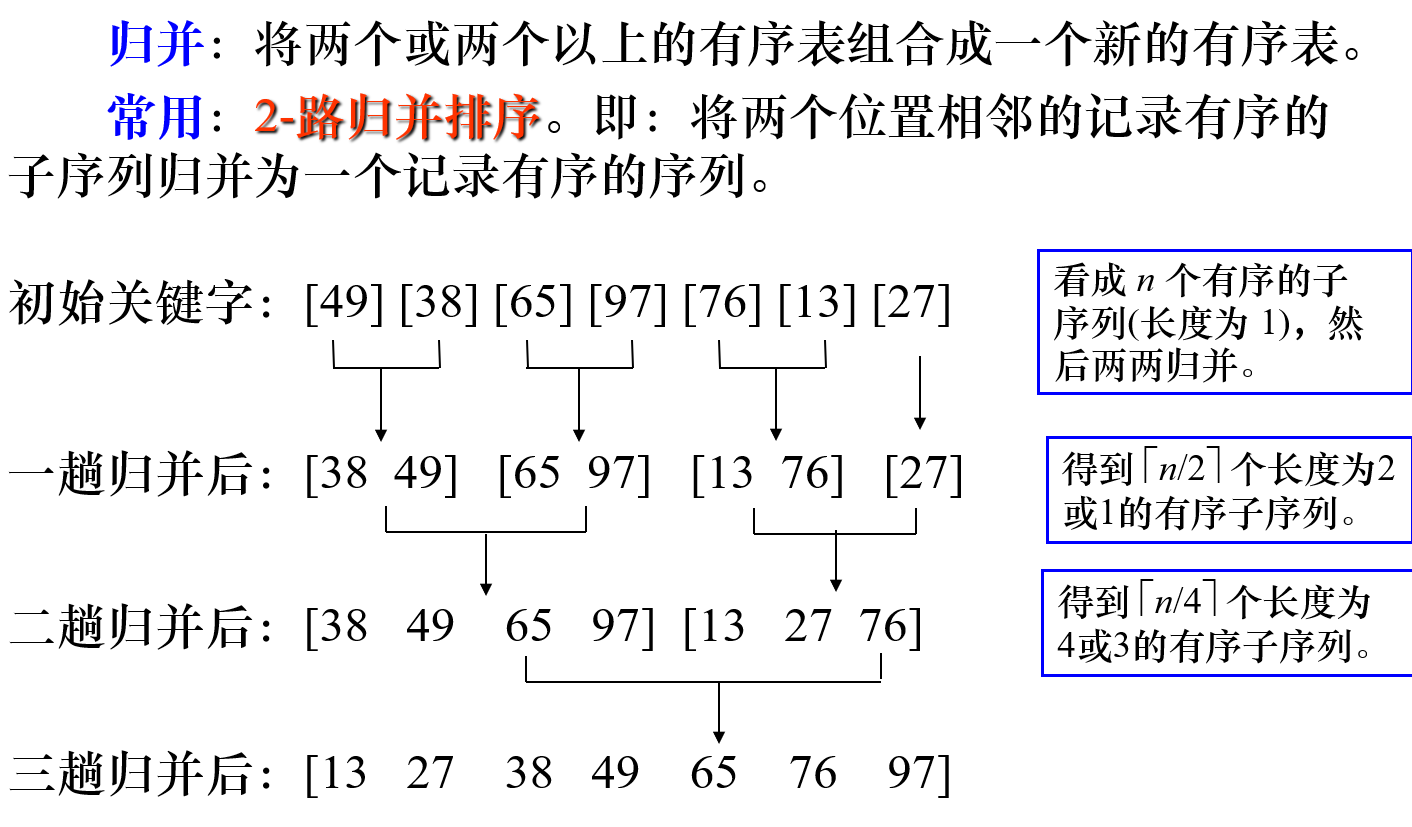 归并：将两个或两个以上的有序表组合成一个新的有序表。
常用：2-路归并排序。即：将两个位置相邻的记录有序的
子序列归并为一个记录有序的序列。
初始关键字：[49] [38] [65] [97] [76] [13] [27]
看成 n 个有序的子
序列(长度为 1)，然
后两两归并。
一趟归并后：[38 49] [65 97] [13 76] [27]
得到⌈n/2⌉个长度为2
或1的有序子序列。
二趟归并后：[38 49 65 97] [13 27 76]
得到⌈n/4⌉个长度为
4或3的有序子序列。
三趟归并后：[13 27 38 49 65 76 97]